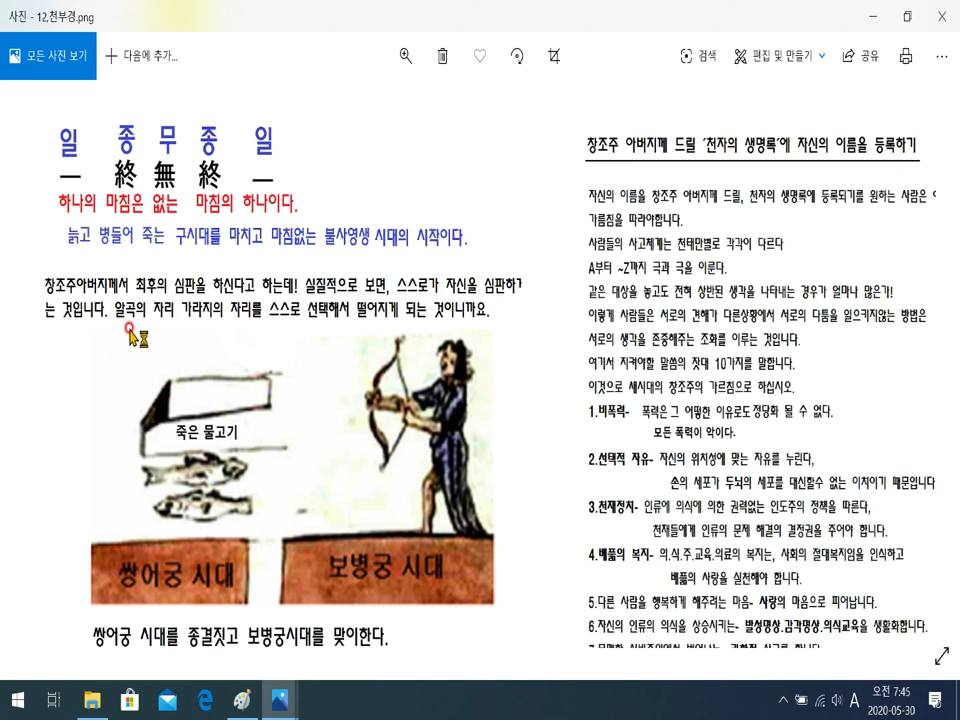 사진 - 12,천부경.png
모든 사진 보기
다음에 추가...
검색
편집 및 만들기
공유
일 종 무 종 일
一 終 無 終 一
하나의 마침은 없는 마침의 하나이다.
늙고 병들어 죽는 구시대를 마치고 마침없는 불사영생 시대의 시작이다.
창조주아버지께서 최후의 심판을 하신다고 하는데! 실질적으로 보면, 스스로가 자신을 심판하
는 것입니다. 알곡의 자리 가라지의 자리를 스스로 선택해서 떨어지게 되는 것이니까요.
죽은 물고기
쌍어궁 시대
보병궁 시대
쌍어궁 시대를 종결짓고 보병궁시대를 맞이한다.
창조주 아버지께 드릴 '천자의 생명록'에 자신의 이름을 등록하기
자신의 이름을 창조주 아버지께 드릴, 천자의 생명록에 등록되기를 원하는 사람은
가르침을 따라야합니다.
사람들의 사고체계는 천태만별로 각각이 다르다
A부터 ~Z까지 극과 극을 이룬다.
같은 대상을 놓고도 전혀 상반된 생각을 나타내는 경우가 얼마나 많은가!
이렇게 사람들은 서로의 견해가 다른상황에서 서로의 다툼을 일으키지않는 방법은
서로의 생각을 존중해주는 조화를 이루는 것입니다.
여기서 지켜야할 말씀의 잣대 10가지를 말합니다.
이것으로 새시대의 창조주의 가르침으로 하십시오.
1.비폭력- 폭력은 그 어떠한 이유로도 정당화 될 수 없다.
모든 폭력이 악이다.
2.선택적 자유- 자신의 위치성에 맞는 자유를 누린다,
손의 세포가 두뇌의 세포를 대신할수 없는 이치이기 때문입니다
3.천재정치- 인류에 의식에 의한 권력없는 인도주의 정책을 따른다,
천재들에게 인류의 문제 해결의 결정권을 주어야 합니다.
4.베품의 복지- 의.식.주.교육.의료의 복지는, 사회의 절대복지임을 인식하고
베품의 사랑을 실천해야 합니다.
5.다른 사람을 행복하게 해주려는 마음- 사랑의 마음으로 피어납니다.
6.자신의 인류의 의식을 상승시키는- 발성명상.감각명상.의식교육을 생활화합니다.
A
오전 7:45
2020-05-30